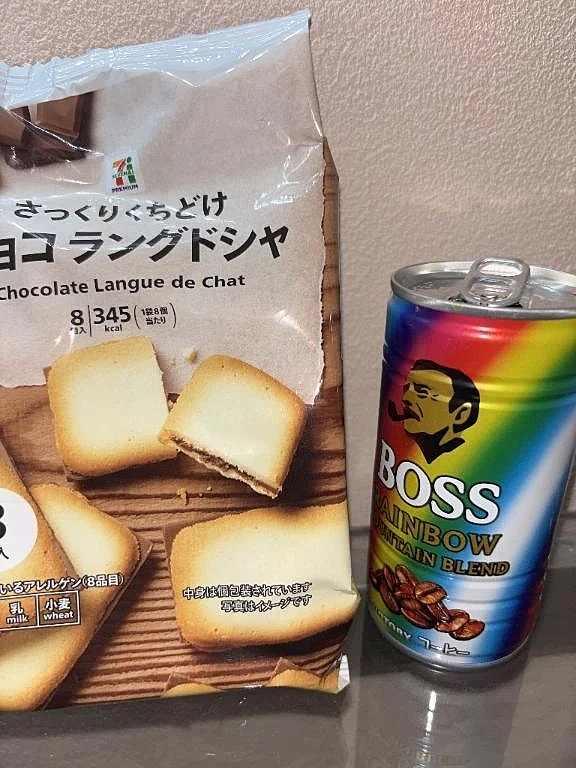 7
PREMIUM
さっくりくちどけ
ョコ ラングドシャ
Chocolate Langue de Chat
8 345 (1袋8個
個入 kcal 当たり)
中身は個包装されています
写真はイメージです
いるアレルゲン(8品目)
乳 小麦
milk wheat
BOSS
RAINBOW
MOUNTAIN BLEND
コーヒー